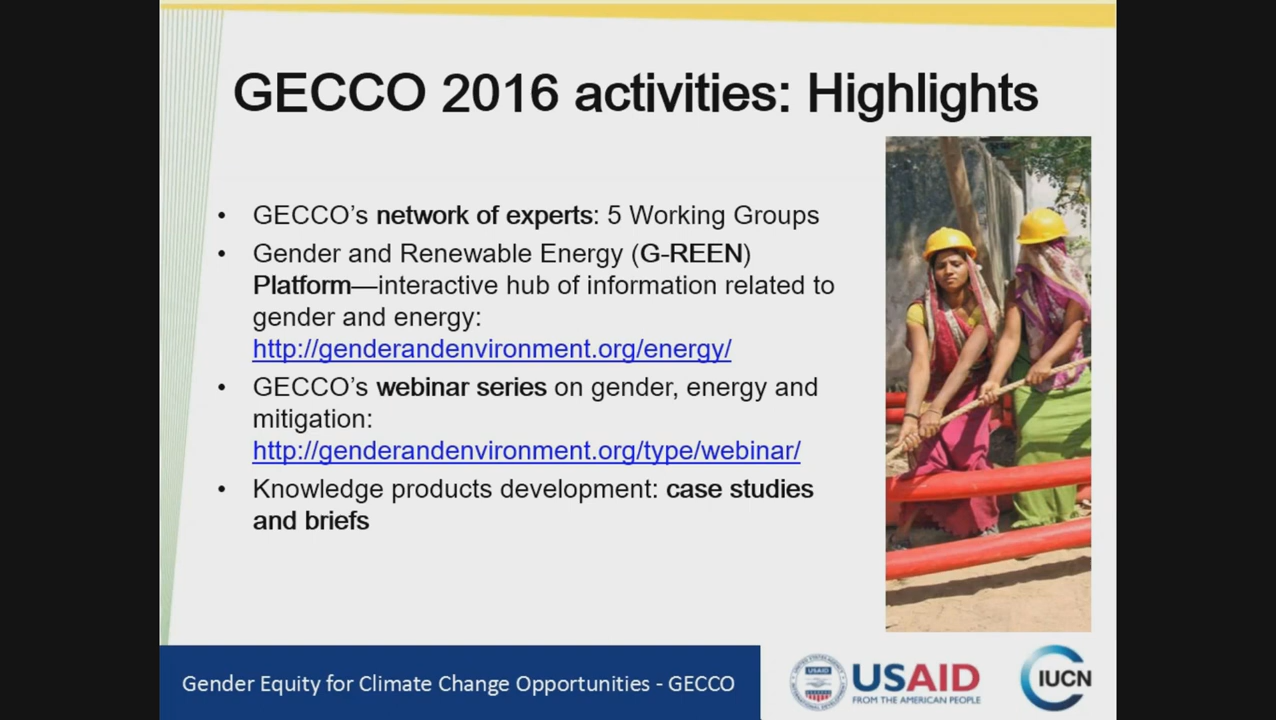 GECCO 2016 activities: Highlights
• GECCO’s network of experts: 5 Working Groups
• Gender and Renewable Energy (G-REEN)
Platform—interactive hub of information related to
gender and energy:
http://genderandenvironment.org/energy/
• GECCO’s webinar series on gender, energy and
mitigation:
http://genderandenvironment.org/type/webinar/
• Knowledge products development: case studies
and briefs
Gender Equity for Climate Change Opportunities - GECCO
USAID
USAID
FROM THE AMERICAN PEOPLE
IUCN